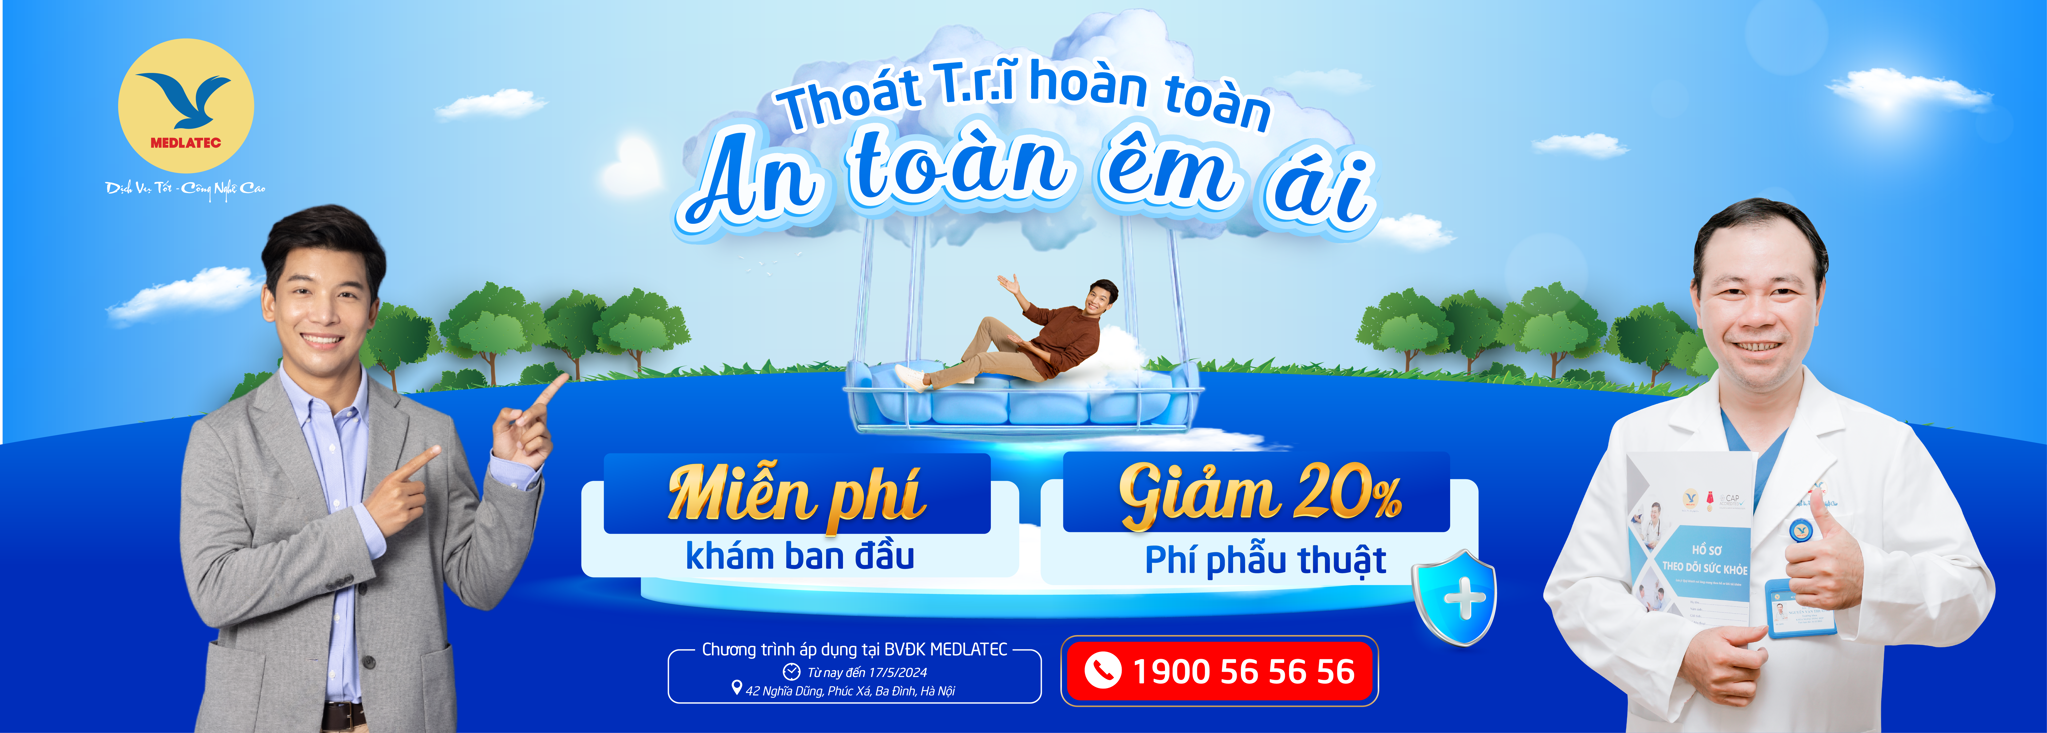 MEDLATEC
Dịch Vụ Tốt - Công Nghệ Cao
Thoát T.r.ĩ hoàn toàn
An toàn êm ái
Miễn phí
khám ban đầu
Giảm 20%
Phí phẫu thuật
CAP
HỒ SƠ
THEO DÕI SỨC KHỎE
Chương trình áp dụng tại BVĐK MEDLATEC
Từ nay đến 17/5/2024
42 Nghĩa Dũng, Phúc Xá, Ba Đình, Hà Nội
1900 56 56 56